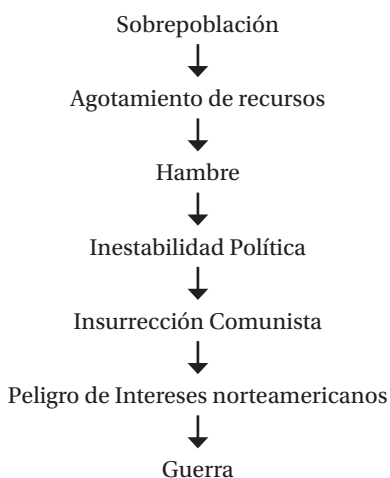 Sobrepoblación
Agotamiento de recursos
Hambre
Inestabilidad Política
Insurrección Comunista
Peligro de Intereses norteamericanos
Guerra